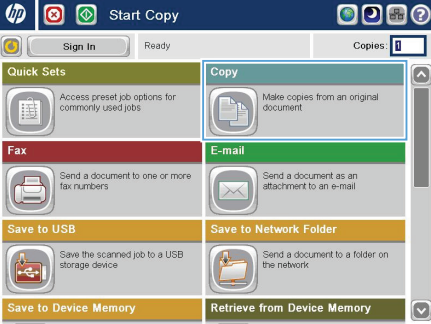 hp Start Copy ?
Sign In Ready Copies: 1
Quick Sets
Access preset job options for
commonly used jobs
Copy
Make copies from an original
document
Fax
Send a document to one or more
fax numbers
E-mail
Send a document as an
attachment to an e-mail
Save to USB
Save the scanned job to a USB
storage device
Save to Network Folder
Send a document to a folder on
the network
Save to Device Memory
Retrieve from Device Memory